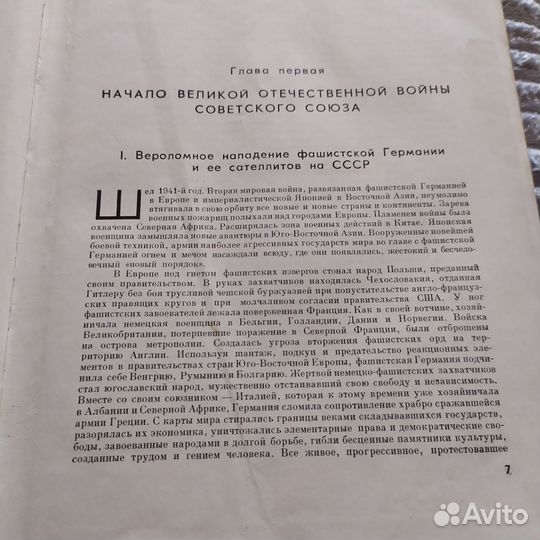 Глава первая
НАЧАЛО ВЕЛИКОЙ ОТЕЧЕСТВЕННОЙ ВОЙНЫ
СОВЕТСКОГО СОЮЗА
I. Вероломное нападение фашистской Германии
и ее сателлитов на СССР
Шел 1941-й год. Вторая мировая война, развязанная фашистской Германией
в Европе и империалистической Японией в Восточной Азии, неумолимо
втягивала в свою орбиту все новые и новые страны и континенты. Зарева
военных пожарищ полыхали над городами Европы. Пламенем войны была
охвачена Северная Африка. Расширялась зона военных действий в Китае. Японская
военщина замышляла новые авантюры в Юго-Восточной Азии. Вооруженные новейшей
боевой техникой, армии наиболее агрессивных государств мира во главе с фашистской
Германией огнем и мечом насаждали всюду, где они появлялись, жестокий и бесчело-
вечный «новый порядок».
В Европе под гнетом фашистских извергов стонал народ Польши, преданный
своим правительством. В руках захватчиков находилась Чехословакия, отданная
Гитлеру без боя трусливой чешской буржуазией при попустительстве англо-француз-
ских правящих кругов и при молчаливом согласии правительства США. У ног
фашистских завоевателей лежала поверженная Франция. Как в своей вотчине, хозяй-
ничала немецкая военщина в Бельгии, Голландии, Дании и Норвегии. Войска
Великобритании, потерпевшие поражение в Северной Франции, были отброшены
на острова метрополии. Создалась угроза вторжения фашистских орд на тер-
риторию Англии. Используя шантаж, подкуп и предательство реакционных эле-
ментов в правительствах стран Юго-Восточной Европы, фашистская Германия подчи-
нила себе Венгрию, Румынию и Болгарию. Жертвой немецко-фашистских захватчиков
стал югославский народ, мужественно отстаивавший свою свободу и независимость.
Вместе со своим союзником — Италией, которая к этому времени уже хозяйничала
в Албании и Северной Африке, Германия сломила сопротивление храбро сражавшейся
армии Греции. С карты мира стирались границы веками складывавшихся государств,
разорялась их экономика, уничтожались элементарные права и демократические сво-
боды, завоеванные народами в долгой борьбе, гибли бесценные памятники культуры,
созданные трудом и гением человека. Все живое, прогрессивное, протестовавшее
7
Avito